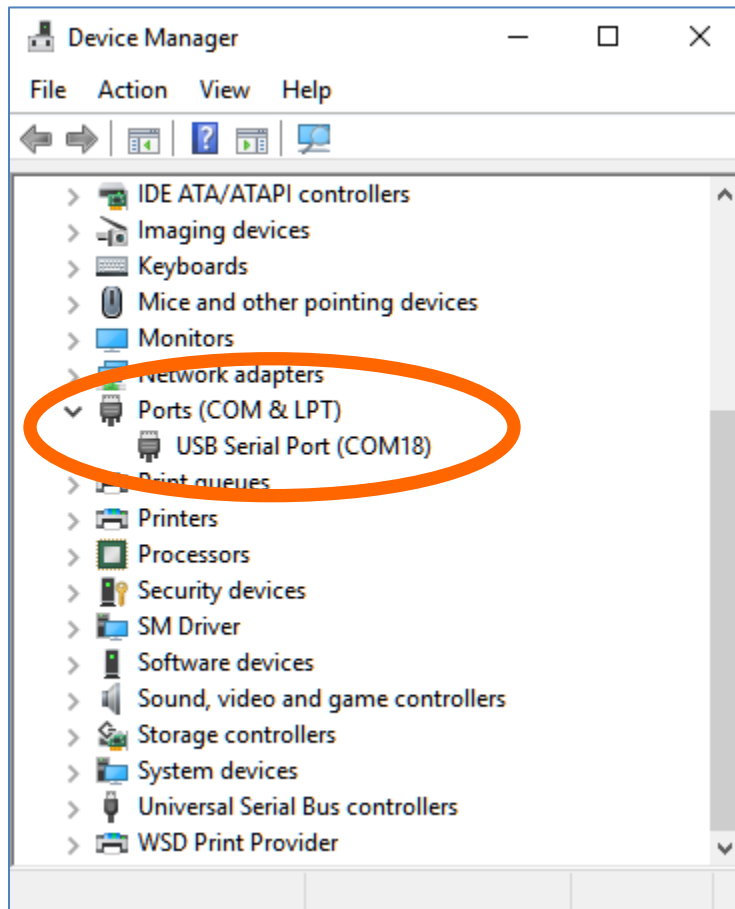 Device Manager
File Action View Help
IDE ATA/ATAPI controllers
Imaging devices
Keyboards
Mice and other pointing devices
Monitors
Network adapters
Ports (COM & LPT)
USB Serial Port (COM18)
Print queues
Printers
Processors
Security devices
SM Driver
Software devices
Sound, video and game controllers
Storage controllers
System devices
Universal Serial Bus controllers
WSD Print Provider